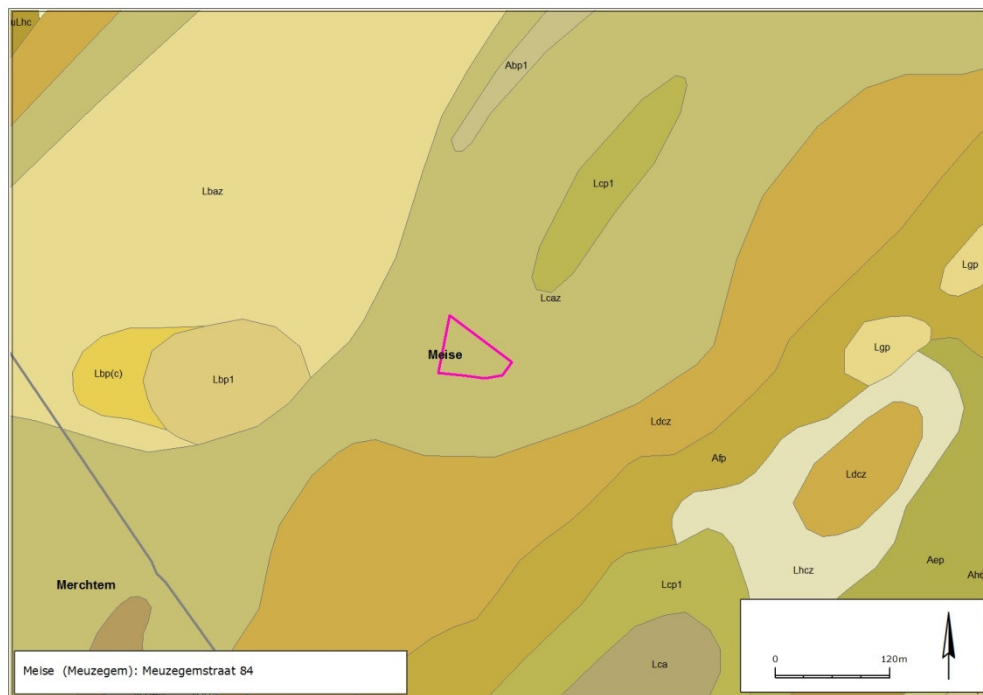 uLhc
Abp1
Lbaz
Lcp1
Lgp
Lcaz
Meise
Lgp
Lbp(c)
Lbp1
Ldcz
Afp
Ldcz
Aep
Lhcz
Merchtem
Lcp1
Lca
0
120m
Meise (Meuzegem): Meuzegemstraat 84